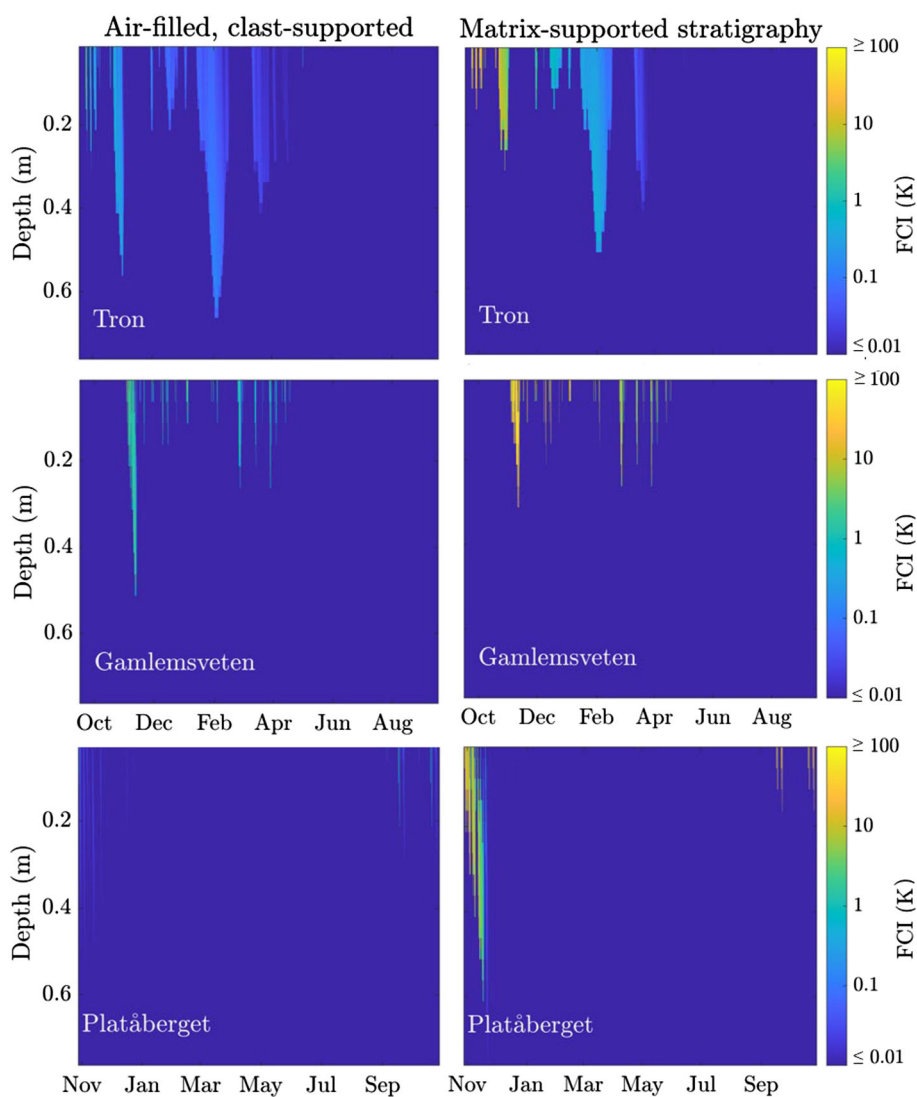 Air-filled, clast-supported
Matrix-supported stratigraphy
Depth (m)
0.2
0.4
0.6
Tron
Tron
≥ 100
10
1
0.1
≤ 0.01
FCI (K)
Depth (m)
0.2
0.4
0.6
Gamlemsveten
Oct Dec Feb Apr Jun Aug
Gamlemsveten
Oct Dec Feb Apr Jun Aug
≥ 100
10
1
0.1
≤ 0.01
FCI (K)
Depth (m)
0.2
0.4
0.6
Platåberget
Nov Jan Mar May Jul Sep
Platåberget
Nov Jan Mar May Jul Sep
≥ 100
10
1
0.1
≤ 0.01
FCI (K)